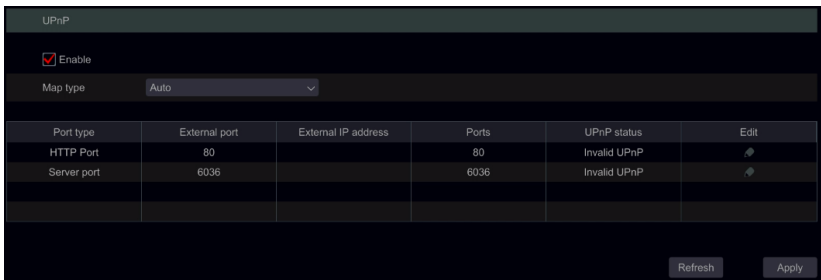 UPnP
Enable
Map type Auto
Port type External port External IP address Ports UPnP status Edit
HTTP Port 80 80 Invalid UPnP
Server port 6036 6036 Invalid UPnP
Refresh Apply